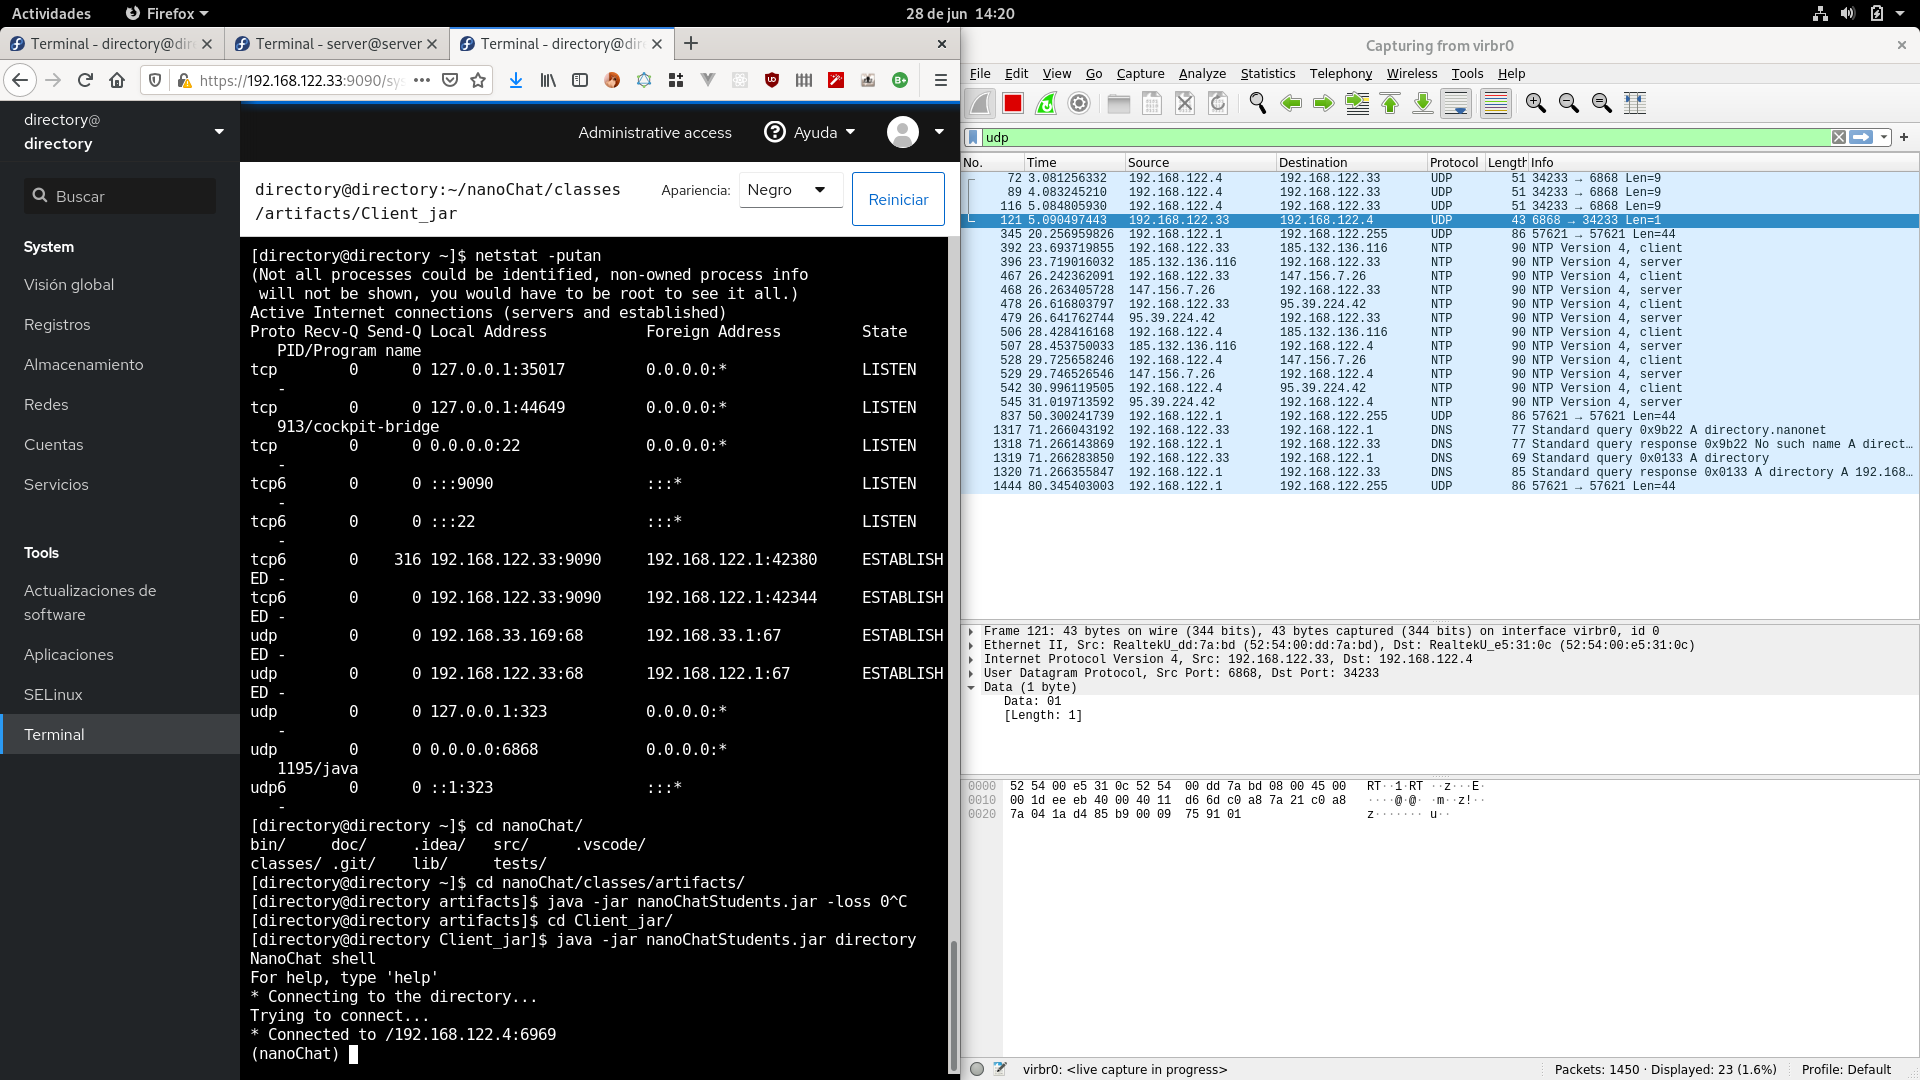 Actividades Firefox 28 de jun 14:20
Terminal - directory@dir Terminal - server@server Terminal - directory@dir
https://192.168.122.33:9090/sys
directory@
directory
Administrative access Ayuda
Buscar
System
Visión global
Registros
Almacenamiento
Redes
Cuentas
Servicios
Tools
Actualizaciones de
software
Aplicaciones
SELinux
Terminal
directory@directory:~/nanoChat/classes
/artifacts/Client_jar
Apariencia: Negro Reiniciar
[directory@directory ~]$ netstat -putan
(Not all processes could be identified, non-owned process info
 will not be shown, you would have to be root to see it all.)
Active Internet connections (servers and established)
Proto Recv-Q Send-Q Local Address           Foreign Address         State
   PID/Program name
tcp        0      0 127.0.0.1:35017         0.0.0.0:*               LISTEN
   -
tcp        0      0 127.0.0.1:44649         0.0.0.0:*               LISTEN
   913/cockpit-bridge
tcp        0      0 0.0.0.0:22              0.0.0.0:*               LISTEN
   -
tcp6       0      0 :::9090                 :::*                    LISTEN
   -
tcp6       0      0 :::22                   :::*                    LISTEN
   -
tcp6       0    316 192.168.122.33:9090     192.168.122.1:42380     ESTABLISH
ED -
tcp6       0      0 192.168.122.33:9090     192.168.122.1:42344     ESTABLISH
ED -
udp        0      0 192.168.33.169:68       192.168.33.1:67         ESTABLISH
ED -
udp        0      0 192.168.122.33:68       192.168.122.1:67        ESTABLISH
ED -
udp        0      0 127.0.0.1:323           0.0.0.0:*
   -
udp        0      0 0.0.0.0:6868            0.0.0.0:*
   1195/java
udp6       0      0 ::1:323                 :::*
   -
[directory@directory ~]$ cd nanoChat/
bin/     doc/     .idea/   src/     .vscode/
classes/ .git/    lib/     tests/
[directory@directory ~]$ cd nanoChat/classes/artifacts/
[directory@directory artifacts]$ java -jar nanoChatStudents.jar -loss 0^C
[directory@directory artifacts]$ cd Client_jar/
[directory@directory Client_jar]$ java -jar nanoChatStudents.jar directory
NanoChat shell
For help, type 'help'
* Connecting to the directory...
Trying to connect...
* Connected to /192.168.122.4:6969
(nanoChat)
Capturing from virbr0
File Edit View Go Capture Analyze Statistics Telephony Wireless Tools Help
udp
No. Time Source Destination Protocol Length Info
72 3.081256332 192.168.122.4 192.168.122.33 UDP 51 34233 → 6868 Len=9
89 4.083245210 192.168.122.4 192.168.122.33 UDP 51 34233 → 6868 Len=9
116 5.084805930 192.168.122.4 192.168.122.33 UDP 51 34233 → 6868 Len=9
121 5.090497443 192.168.122.33 192.168.122.4 UDP 43 6868 → 34233 Len=1
345 20.256959826 192.168.122.1 192.168.122.255 UDP 86 57621 → 57621 Len=44
392 23.693719855 192.168.122.33 185.132.136.116 NTP 90 NTP Version 4, client
396 23.719016032 185.132.136.116 192.168.122.33 NTP 90 NTP Version 4, server
467 26.242362091 192.168.122.33 147.156.7.26 NTP 90 NTP Version 4, client
468 26.263405728 147.156.7.26 192.168.122.33 NTP 90 NTP Version 4, server
478 26.616803797 192.168.122.33 95.39.224.42 NTP 90 NTP Version 4, client
479 26.641762744 95.39.224.42 192.168.122.33 NTP 90 NTP Version 4, server
506 28.428416168 192.168.122.4 185.132.136.116 NTP 90 NTP Version 4, client
507 28.453750033 185.132.136.116 192.168.122.4 NTP 90 NTP Version 4, server
528 29.725658246 192.168.122.4 147.156.7.26 NTP 90 NTP Version 4, client
529 29.746526546 147.156.7.26 192.168.122.4 NTP 90 NTP Version 4, server
542 30.996119505 192.168.122.4 95.39.224.42 NTP 90 NTP Version 4, client
545 31.019713592 95.39.224.42 192.168.122.4 NTP 90 NTP Version 4, server
837 50.300241739 192.168.122.1 192.168.122.255 UDP 86 57621 → 57621 Len=44
1317 71.266043192 192.168.122.33 192.168.122.1 DNS 77 Standard query 0x9b22 A directory.nanonet
1318 71.266143869 192.168.122.1 192.168.122.33 DNS 77 Standard query response 0x9b22 No such name A direct…
1319 71.266283850 192.168.122.33 192.168.122.1 DNS 69 Standard query 0x0133 A directory
1320 71.266355847 192.168.122.1 192.168.122.33 DNS 85 Standard query response 0x0133 A directory A 192.168…
1444 80.345403003 192.168.122.1 192.168.122.255 UDP 86 57621 → 57621 Len=44
Frame 121: 43 bytes on wire (344 bits), 43 bytes captured (344 bits) on interface virbr0, id 0
Ethernet II, Src: RealtekU_dd:7a:bd (52:54:00:dd:7a:bd), Dst: RealtekU_e5:31:0c (52:54:00:e5:31:0c)
Internet Protocol Version 4, Src: 192.168.122.33, Dst: 192.168.122.4
User Datagram Protocol, Src Port: 6868, Dst Port: 34233
Data (1 byte)
Data: 01
[Length: 1]
0000 52 54 00 e5 31 0c 52 54 00 dd 7a bd 08 00 45 00 RT··1·RT ··z···E·
0010 00 1d ee eb 40 00 40 11 d6 6d c0 a8 7a 21 c0 a8 ····@·@· ·m··z!··
0020 7a 04 1a d4 85 b9 00 09 75 91 01 z······· u··
virbr0: <live capture in progress> Packets: 1450 · Displayed: 23 (1.6%) Profile: Default